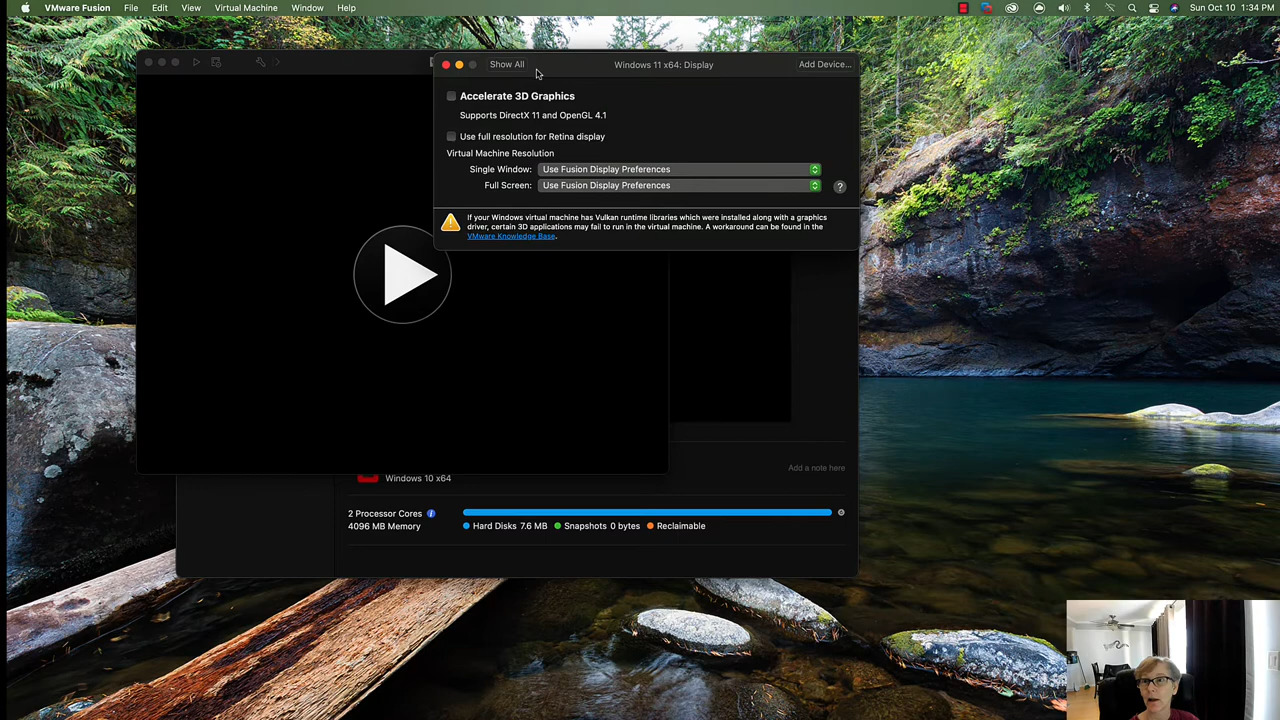 VMware Fusion File Edit View Virtual Machine Window Help Sun Oct 10 1:34 PM
Show All Windows 11 x64: Display Add Device...
Accelerate 3D Graphics
Supports DirectX 11 and OpenGL 4.1
Use full resolution for Retina display
Virtual Machine Resolution
Single Window: Use Fusion Display Preferences
Full Screen: Use Fusion Display Preferences ?
If your Windows virtual machine has Vulkan runtime libraries which were installed along with a graphics
driver, certain 3D applications may fail to run in the virtual machine. A workaround can be found in the
VMware Knowledge Base.
Add a note here
Windows 10 x64
2 Processor Cores
4096 MB Memory Hard Disks 7.6 MB Snapshots 0 bytes Reclaimable